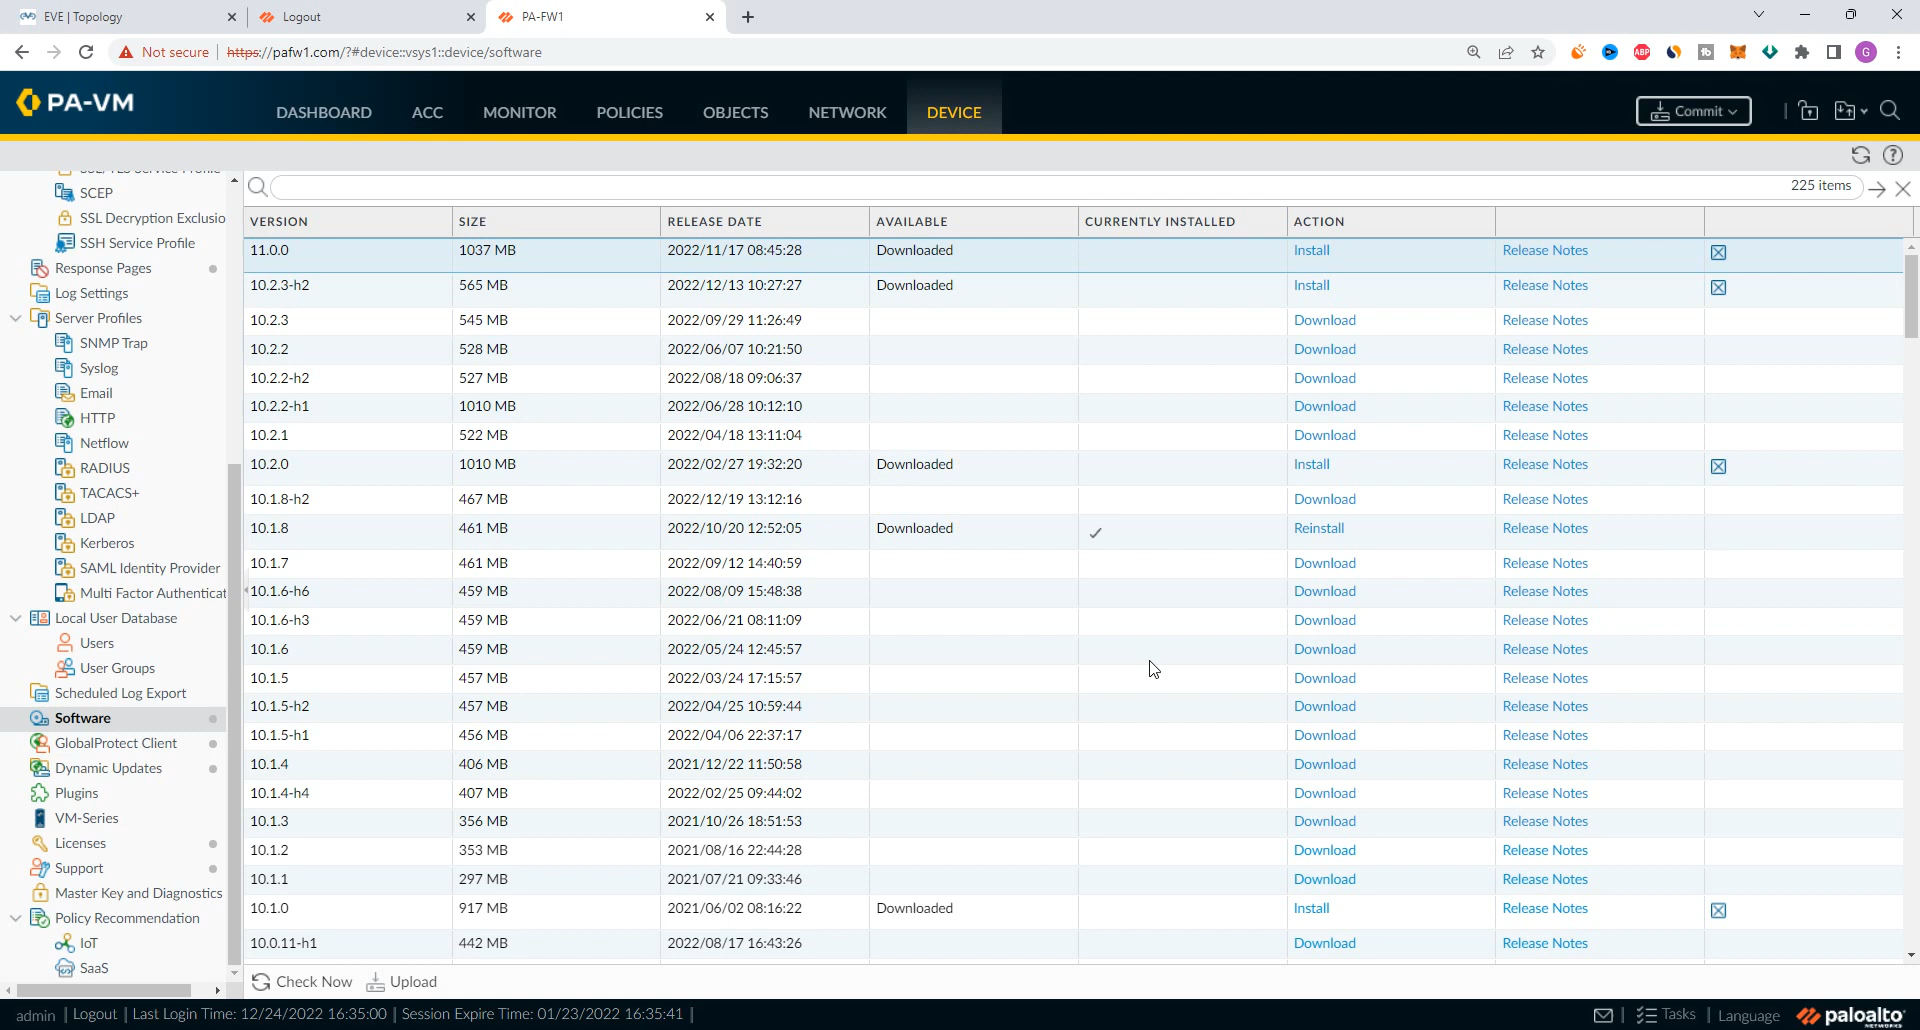 EVE | Topology
Logout
PA-FW1
Not secure
https://pafw1.com/?#device::vsys1::device/software
ABP
G
PA-VM
DASHBOARD
ACC
MONITOR
POLICIES
OBJECTS
NETWORK
DEVICE
Commit
SCEP
SSL Decryption Exclusio
SSH Service Profile
Response Pages
Log Settings
Server Profiles
SNMP Trap
Syslog
Email
HTTP
Netflow
RADIUS
TACACS+
LDAP
Kerberos
SAML Identity Provider
Multi Factor Authenticat
Local User Database
Users
User Groups
Scheduled Log Export
Software
GlobalProtect Client
Dynamic Updates
Plugins
VM-Series
Licenses
Support
Master Key and Diagnostics
Policy Recommendation
IoT
SaaS
225 items
VERSION SIZE RELEASE DATE AVAILABLE CURRENTLY INSTALLED ACTION
11.0.0 1037 MB 2022/11/17 08:45:28 Downloaded Install Release Notes
10.2.3-h2 565 MB 2022/12/13 10:27:27 Downloaded Install Release Notes
10.2.3 545 MB 2022/09/29 11:26:49 Download Release Notes
10.2.2 528 MB 2022/06/07 10:21:50 Download Release Notes
10.2.2-h2 527 MB 2022/08/18 09:06:37 Download Release Notes
10.2.2-h1 1010 MB 2022/06/28 10:12:10 Download Release Notes
10.2.1 522 MB 2022/04/18 13:11:04 Download Release Notes
10.2.0 1010 MB 2022/02/27 19:32:20 Downloaded Install Release Notes
10.1.8-h2 467 MB 2022/12/19 13:12:16 Download Release Notes
10.1.8 461 MB 2022/10/20 12:52:05 Downloaded ✓ Reinstall Release Notes
10.1.7 461 MB 2022/09/12 14:40:59 Download Release Notes
10.1.6-h6 459 MB 2022/08/09 15:48:38 Download Release Notes
10.1.6-h3 459 MB 2022/06/21 08:11:09 Download Release Notes
10.1.6 459 MB 2022/05/24 12:45:57 Download Release Notes
10.1.5 457 MB 2022/03/24 17:15:57 Download Release Notes
10.1.5-h2 457 MB 2022/04/25 10:59:44 Download Release Notes
10.1.5-h1 456 MB 2022/04/06 22:37:17 Download Release Notes
10.1.4 406 MB 2021/12/22 11:50:58 Download Release Notes
10.1.4-h4 407 MB 2022/02/25 09:44:02 Download Release Notes
10.1.3 356 MB 2021/10/26 18:51:53 Download Release Notes
10.1.2 353 MB 2021/08/16 22:44:28 Download Release Notes
10.1.1 297 MB 2021/07/21 09:33:46 Download Release Notes
10.1.0 917 MB 2021/06/02 08:16:22 Downloaded Install Release Notes
10.0.11-h1 442 MB 2022/08/17 16:43:26 Download Release Notes
Check Now
Upload
admin | Logout | Last Login Time: 12/24/2022 16:35:00 | Session Expire Time: 01/23/2022 16:35:41 |
Tasks | Language
paloalto
NETWORKS